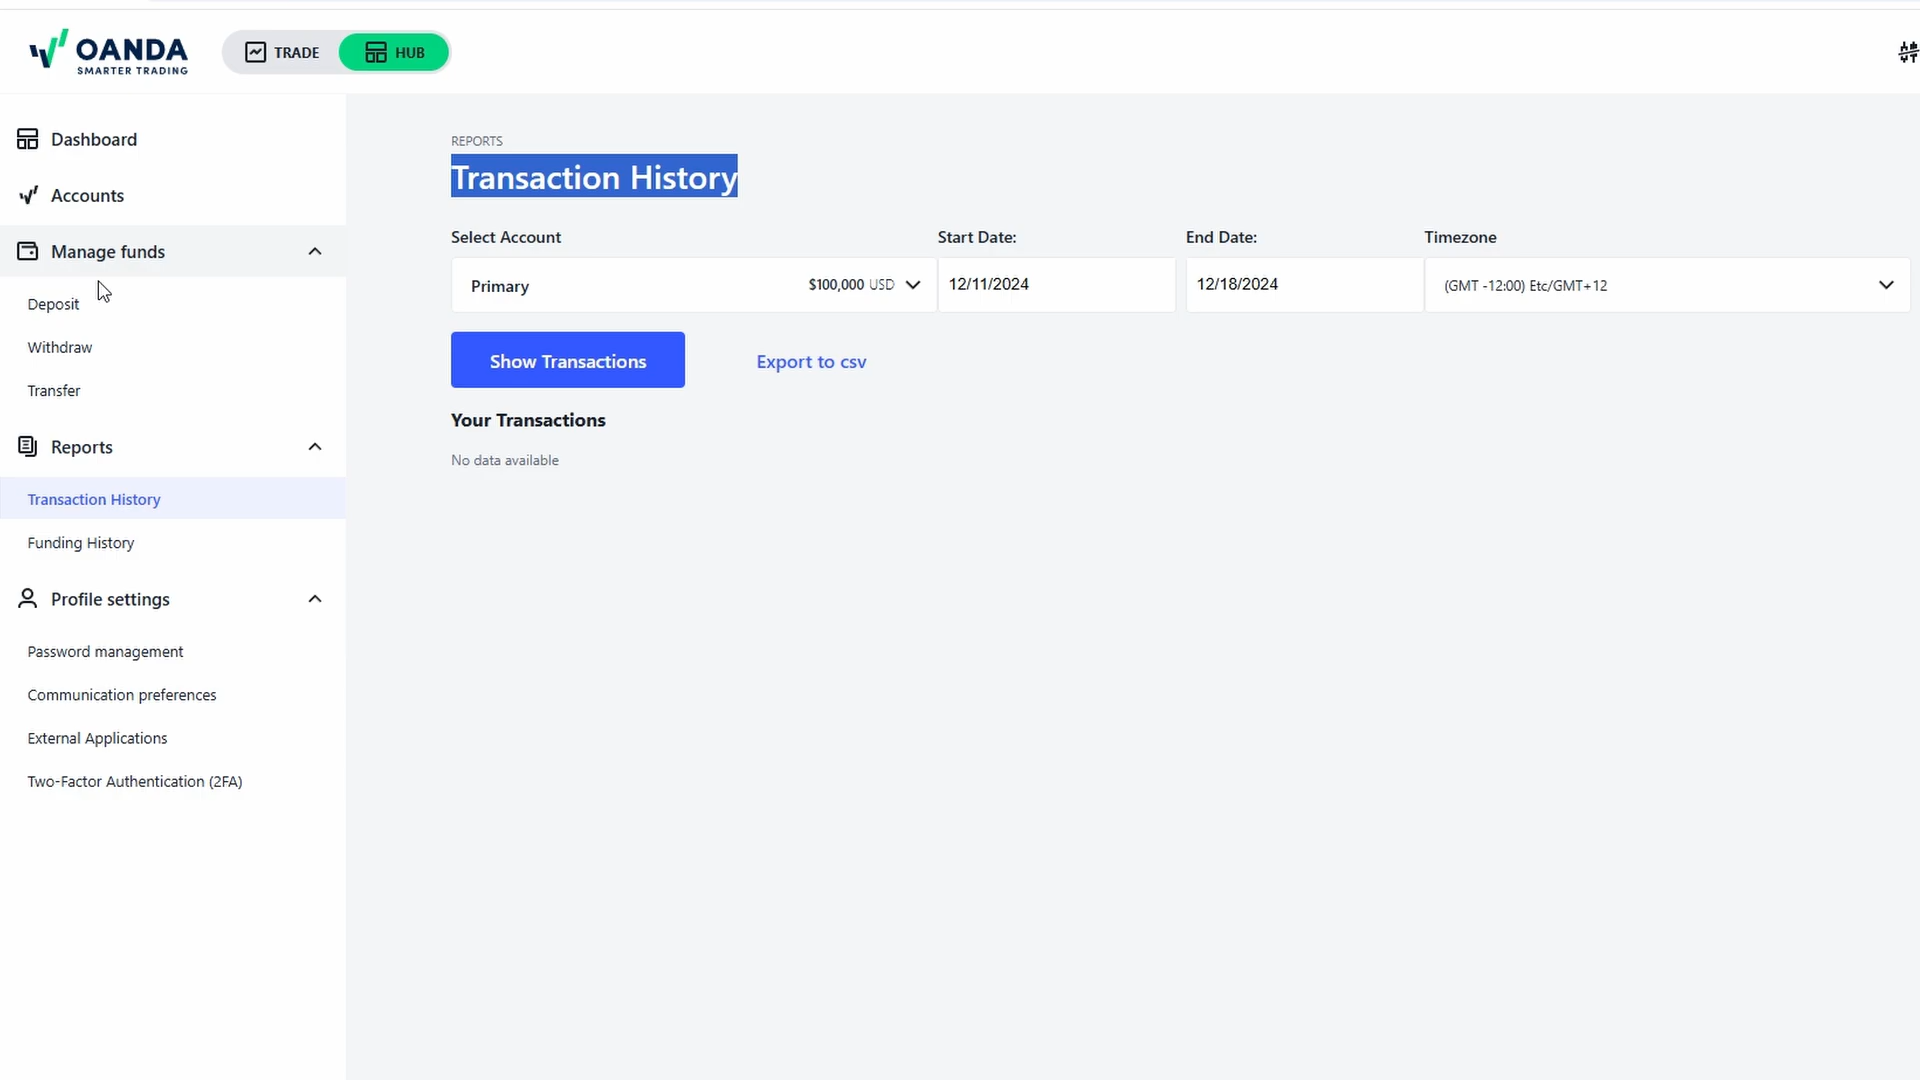 OANDA
SMARTER TRADING
TRADE
HUB
Dashboard
Accounts
Manage funds
Deposit
Withdraw
Transfer
Reports
Transaction History
Funding History
Profile settings
Password management
Communication preferences
External Applications
Two-Factor Authentication (2FA)
REPORTS
Transaction History
Select Account
Start Date:
End Date:
Timezone
Primary
$100,000 USD
12/11/2024
12/18/2024
(GMT -12:00) Etc/GMT+12
Show Transactions
Export to csv
Your Transactions
No data available